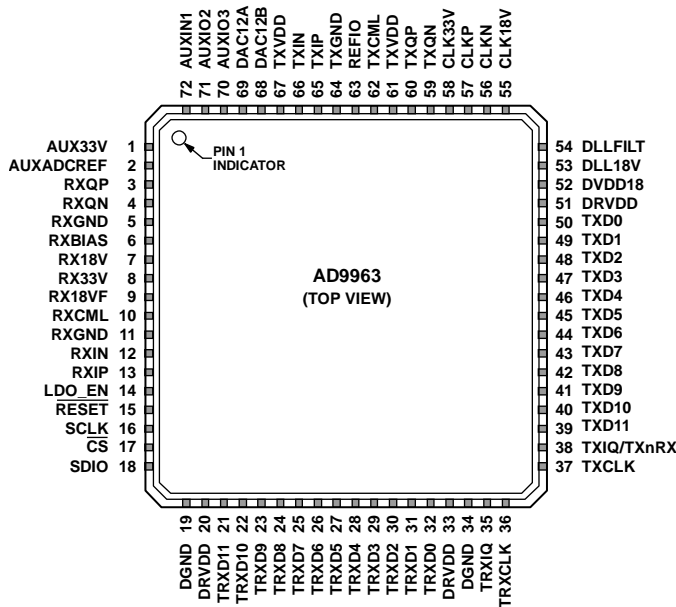 72 AUXIN1
71 AUXIO2
70 AUXIO3
69 DAC12A
68 DAC12B
67 TXVDD
66 TXIN
65 TXIP
64 TXGND
63 REFIO
62 TXCML
61 TXVDD
60 TXQP
59 TXQN
58 CLK33V
57 CLKP
56 CLKN
55 CLK18V
AUX33V 1
AUXADCREF 2
RXQP 3
RXQN 4
RXGND 5
RXBIAS 6
RX18V 7
RX33V 8
RX18VF 9
RXCML 10
RXGND 11
RXIN 12
RXIP 13
LDO_EN 14
RESET 15
SCLK 16
CS 17
SDIO 18
PIN 1
INDICATOR
AD9963
(TOP VIEW)
54 DLLFILT
53 DLL18V
52 DVDD18
51 DRVDD
50 TXD0
49 TXD1
48 TXD2
47 TXD3
46 TXD4
45 TXD5
44 TXD6
43 TXD7
42 TXD8
41 TXD9
40 TXD10
39 TXD11
38 TXIQ/TXnRX
37 TXCLK
DGND 19
DRVDD 20
TRXD11 21
TRXD10 22
TRXD9 23
TRXD8 24
TRXD7 25
TRXD6 26
TRXD5 27
TRXD4 28
TRXD3 29
TRXD2 30
TRXD1 31
TRXD0 32
DRVDD 33
DGND 34
TRXIQ 35
TRXCLK 36